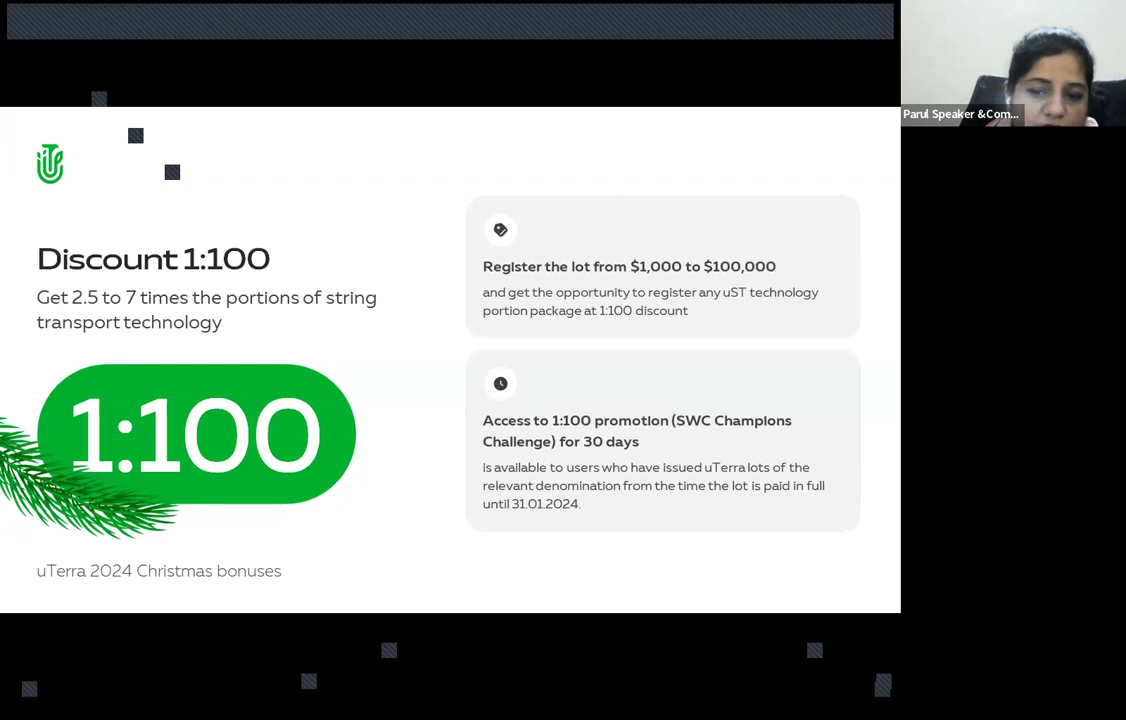 Parul Speaker &Com...
Discount 1:100
Get 2.5 to 7 times the portions of string
transport technology
1:100
uTerra 2024 Christmas bonuses
Register the lot from $1,000 to $100,000
and get the opportunity to register any uST technology
portion package at 1:100 discount
Access to 1:100 promotion (SWC Champions
Challenge) for 30 days
is available to users who have issued uTerra lots of the
relevant denomination from the time the lot is paid in full
until 31.01.2024.